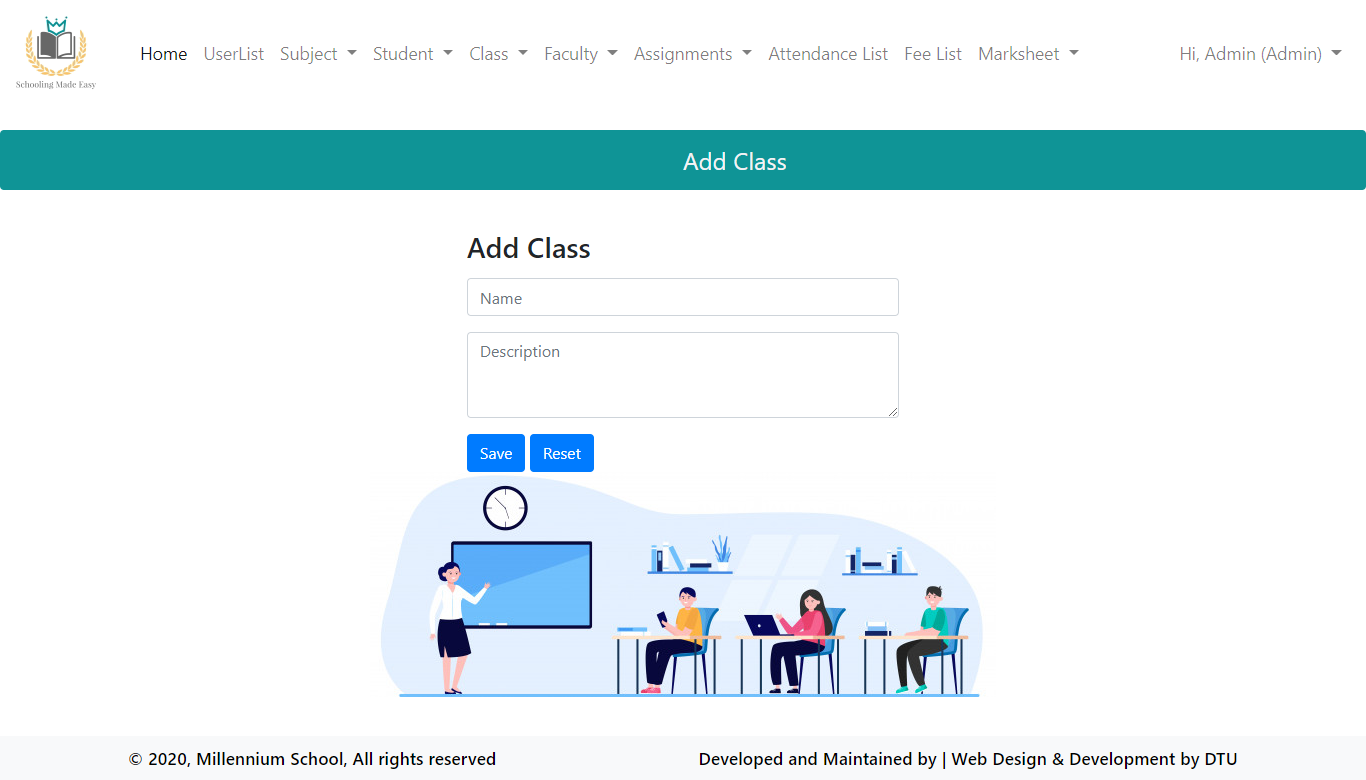 Schooling Made Easy
Home UserList Subject Student Class Faculty Assignments Attendance List Fee List Marksheet Hi, Admin (Admin)
Add Class
Add Class
Name
Description
Save Reset
© 2020, Millennium School, All rights reserved Developed and Maintained by | Web Design & Development by DTU